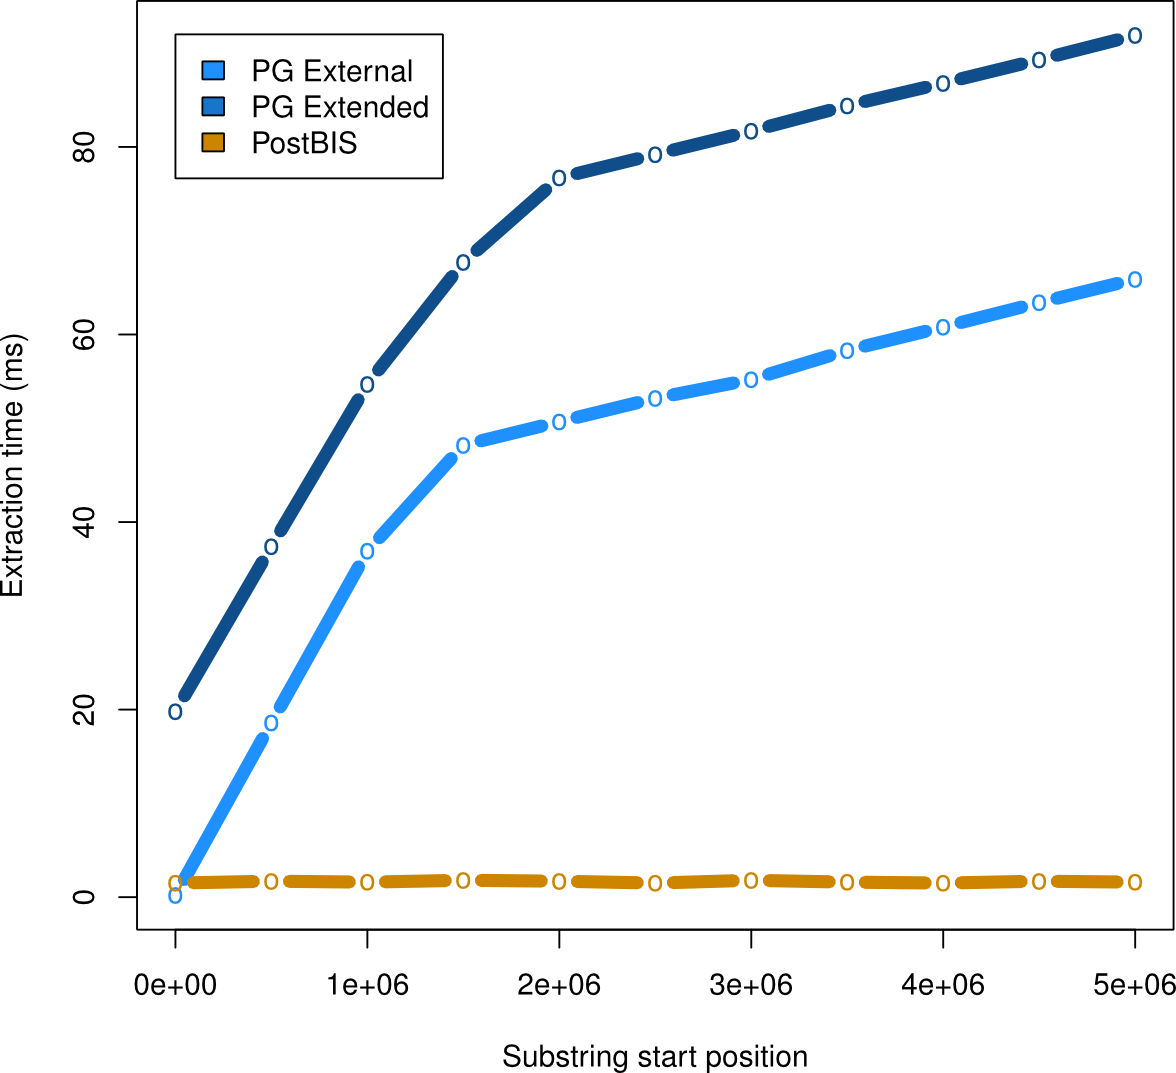 PG External
PG Extended
PostBIS
Extraction time (ms)
80
60
40
20
0
0e+00 1e+06 2e+06 3e+06 4e+06 5e+06
Substring start position